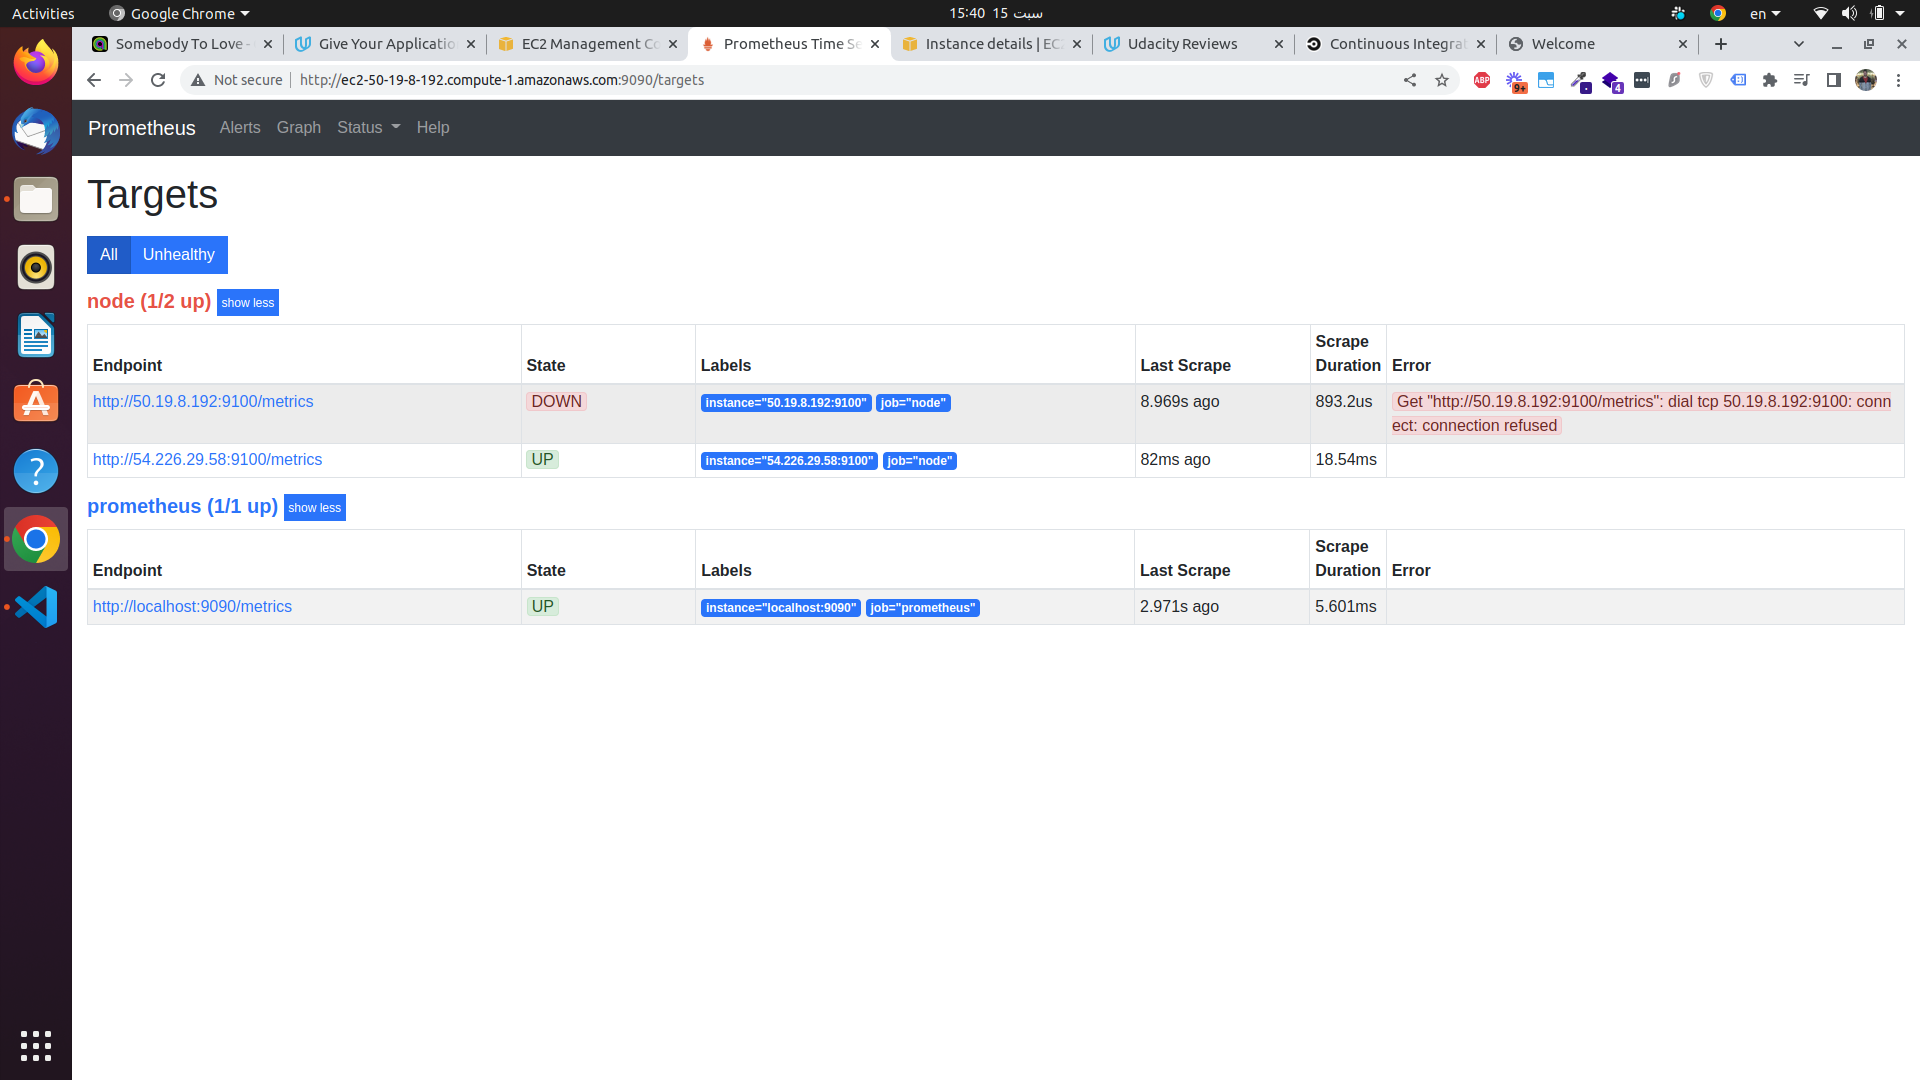 Activities
Google Chrome
15:40 15 سبت
en
Somebody To Love -
Give Your Applicatio
EC2 Management Co
Prometheus Time Se
Instance details | EC2
Udacity Reviews
Continuous Integrat
Welcome
Not secure
http://ec2-50-19-8-192.compute-1.amazonaws.com:9090/targets
ABP
9+
4
Prometheus
Alerts
Graph
Status
Help
Targets
All
Unhealthy
node (1/2 up)
show less
Endpoint
State
Labels
Last Scrape
Scrape
Duration
Error
http://50.19.8.192:9100/metrics
DOWN
instance="50.19.8.192:9100"
job="node"
8.969s ago
893.2us
Get "http://50.19.8.192:9100/metrics": dial tcp 50.19.8.192:9100: conn
ect: connection refused
http://54.226.29.58:9100/metrics
UP
instance="54.226.29.58:9100"
job="node"
82ms ago
18.54ms
prometheus (1/1 up)
show less
Endpoint
State
Labels
Last Scrape
Scrape
Duration
Error
http://localhost:9090/metrics
UP
instance="localhost:9090"
job="prometheus"
2.971s ago
5.601ms